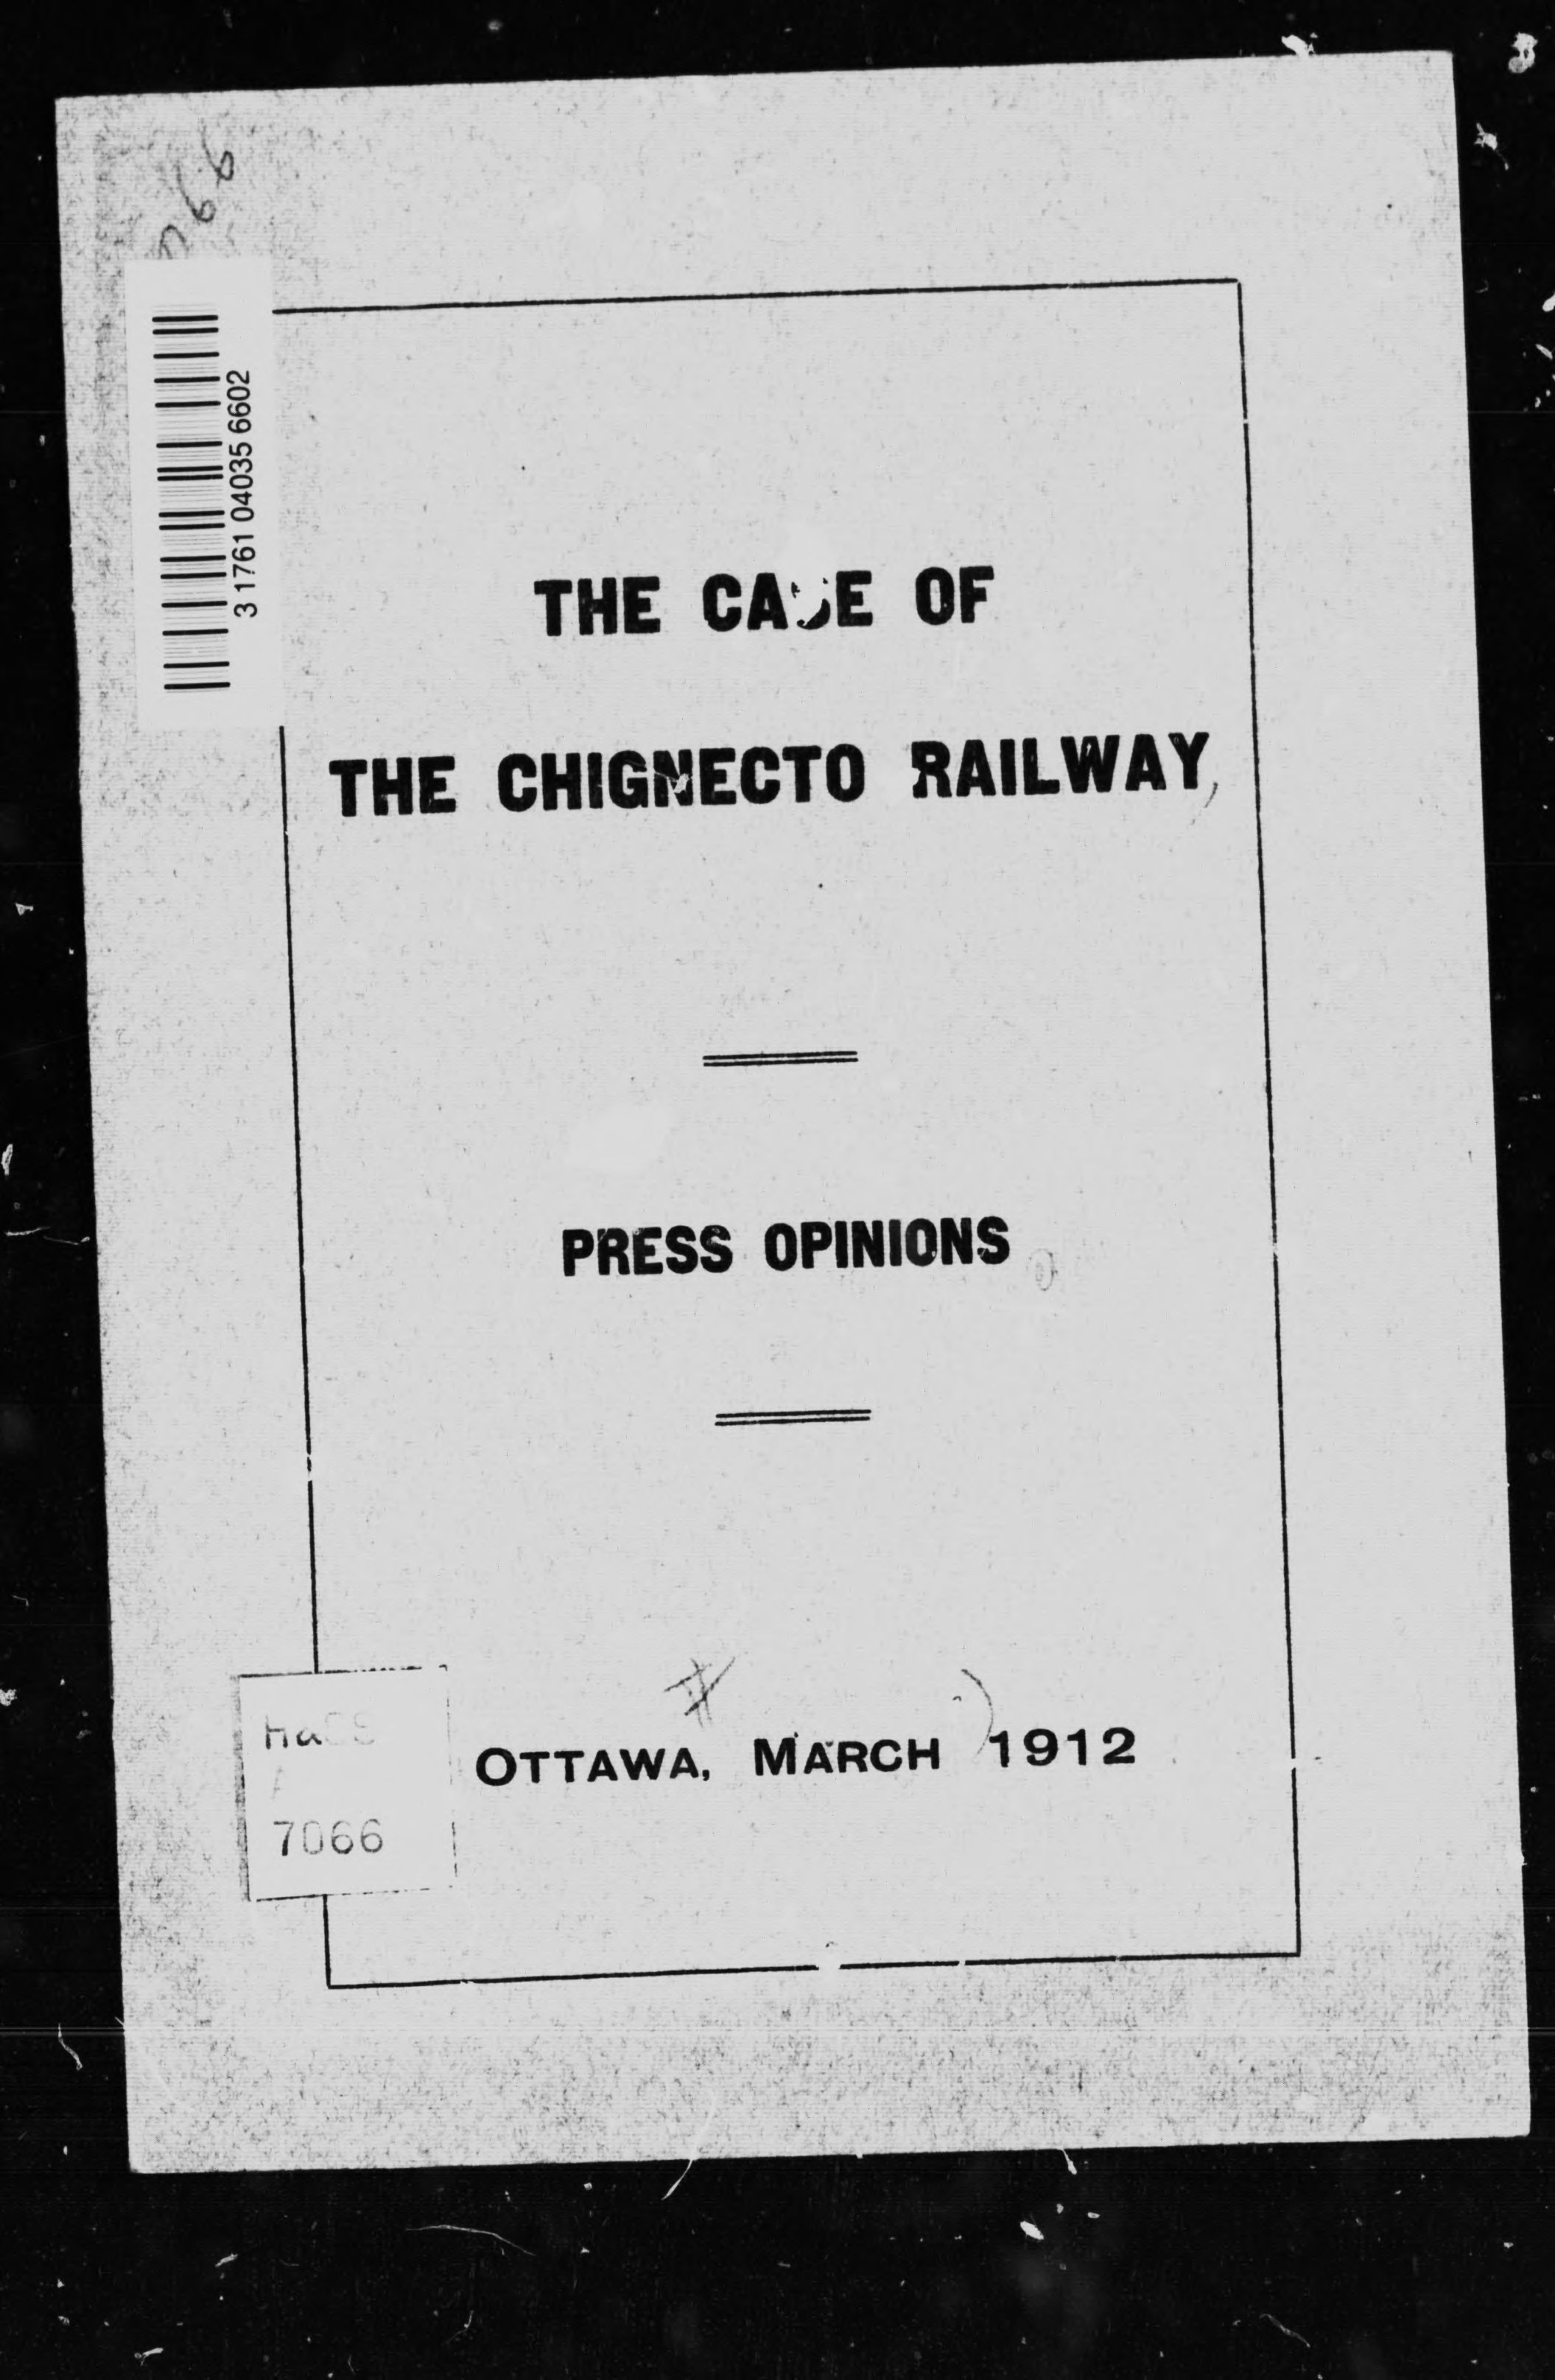 3 1761 04035 6602
THE CASE OF
THE CHIGNECTO RAILWAY,
PRESS OPINIONS
OTTAWA, MARCH 1912
7066